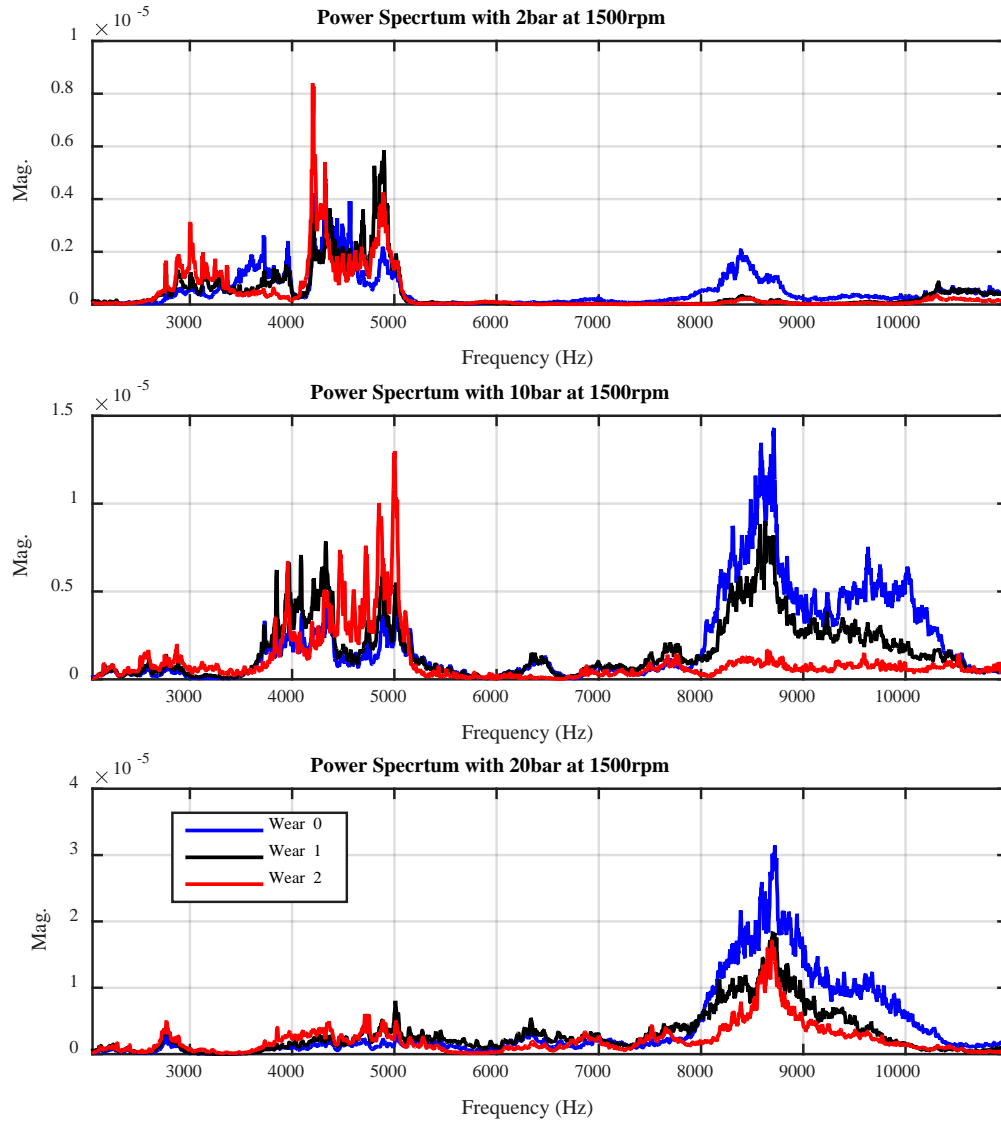 Power Specrtum with 2bar at 1500rpm
× 10 -5
1
0.8
0.6
0.4
0.2
0
Mag.
3000 4000 5000 6000 7000 8000 9000 10000
Frequency (Hz)
Power Specrtum with 10bar at 1500rpm
× 10 -5
1.5
1
0.5
0
Mag.
3000 4000 5000 6000 7000 8000 9000 10000
Frequency (Hz)
Power Specrtum with 20bar at 1500rpm
× 10 -5
4
3
2
1
0
Mag.
Wear 0
Wear 1
Wear 2
3000 4000 5000 6000 7000 8000 9000 10000
Frequency (Hz)